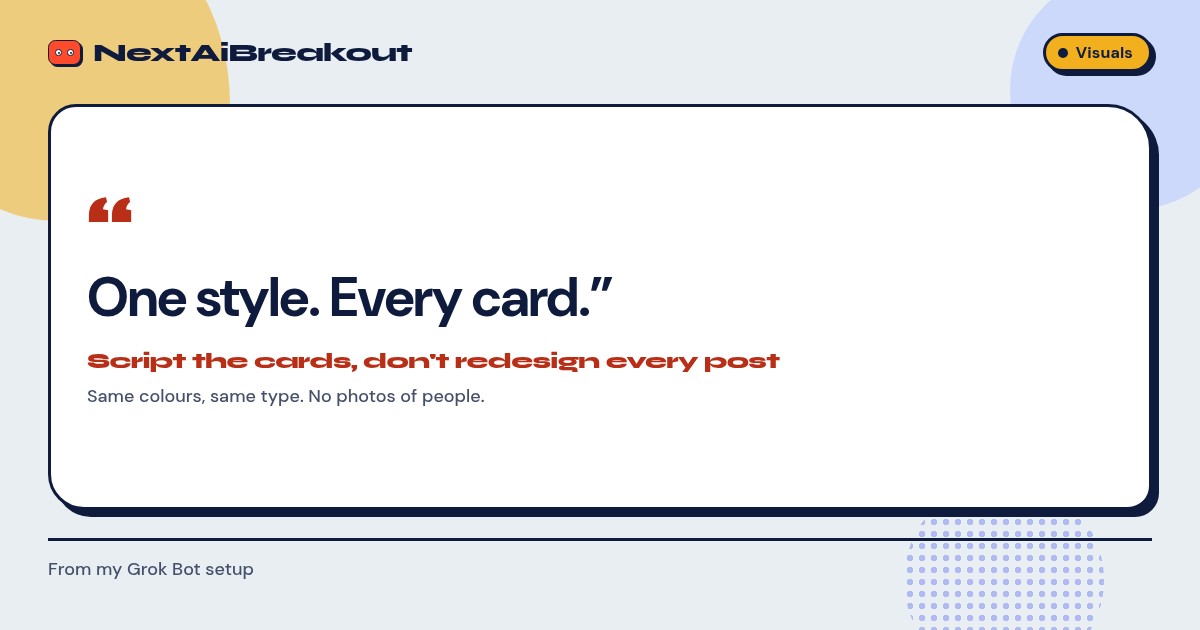 NextAiBreakout
Visuals
“
One style. Every card.”
Script the cards, don't redesign every post
Same colours, same type. No photos of people.
From my Grok Bot setup